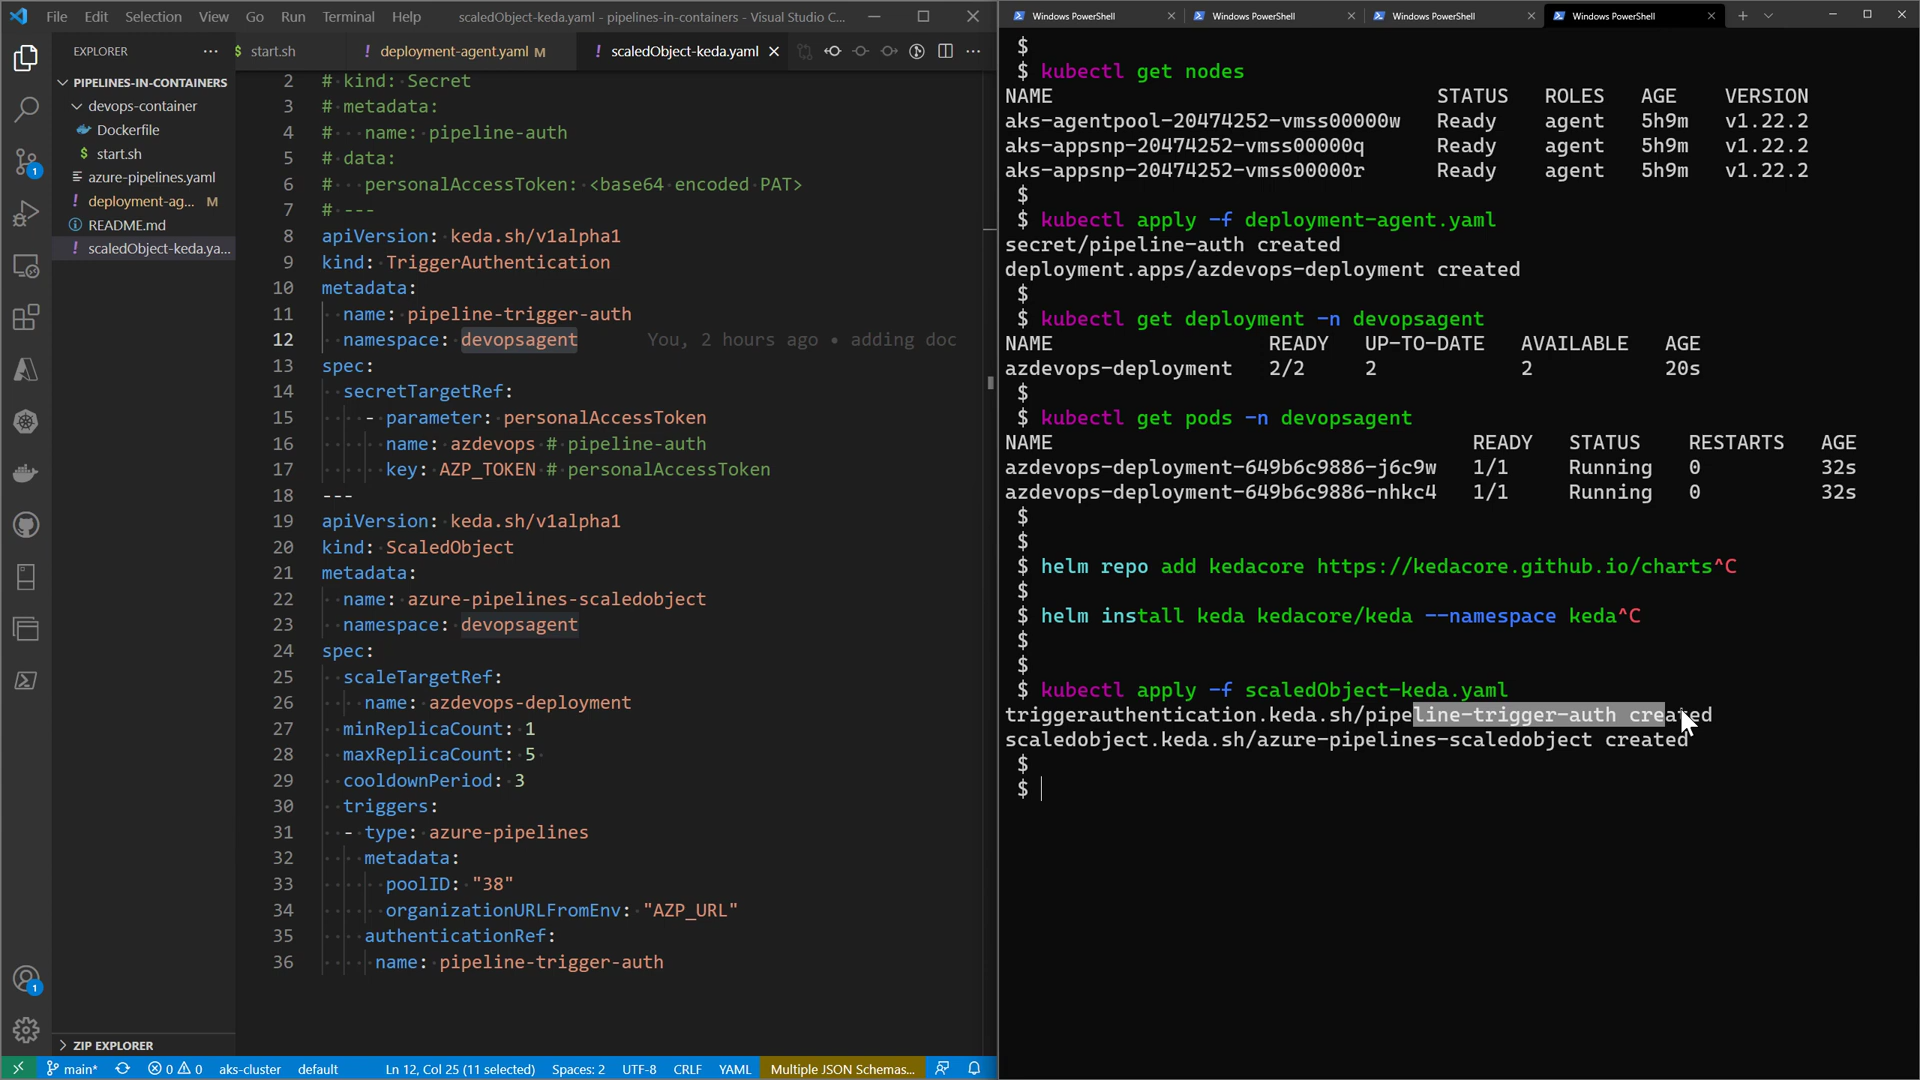 File Edit Selection View Go Run Terminal Help scaledObject-keda.yaml - pipelines-in-containers - Visual Studio C...
EXPLORER
PIPELINES-IN-CONTAINERS
devops-container
Dockerfile
$ start.sh
azure-pipelines.yaml
! deployment-ag... M
README.md
! scaledObject-keda.ya...
ZIP EXPLORER
$ start.sh
! deployment-agent.yaml M
! scaledObject-keda.yaml
2 # kind: Secret
3 # metadata:
4 #   name: pipeline-auth
5 # data:
6 #   personalAccessToken: <base64 encoded PAT>
7 # ---
8 apiVersion: keda.sh/v1alpha1
9 kind: TriggerAuthentication
10 metadata:
11   name: pipeline-trigger-auth
12   namespace: devopsagent You, 2 hours ago • adding doc
13 spec:
14   secretTargetRef:
15     - parameter: personalAccessToken
16       name: azdevops # pipeline-auth
17       key: AZP_TOKEN # personalAccessToken
18 ---
19 apiVersion: keda.sh/v1alpha1
20 kind: ScaledObject
21 metadata:
22   name: azure-pipelines-scaledobject
23   namespace: devopsagent
24 spec:
25   scaleTargetRef:
26     name: azdevops-deployment
27   minReplicaCount: 1
28   maxReplicaCount: 5
29   cooldownPeriod: 3
30   triggers:
31   - type: azure-pipelines
32     metadata:
33       poolID: "38"
34       organizationURLFromEnv: "AZP_URL"
35     authenticationRef:
36      name: pipeline-trigger-auth
1
1
main* 0 0 aks-cluster default Ln 12, Col 25 (11 selected) Spaces: 2 UTF-8 CRLF YAML Multiple JSON Schemas...
Windows PowerShell
Windows PowerShell
Windows PowerShell
Windows PowerShell
$
$ kubectl get nodes
NAME STATUS ROLES AGE VERSION
aks-agentpool-20474252-vmss00000w Ready agent 5h9m v1.22.2
aks-appsnp-20474252-vmss00000q Ready agent 5h9m v1.22.2
aks-appsnp-20474252-vmss00000r Ready agent 5h9m v1.22.2
$
$ kubectl apply -f deployment-agent.yaml
secret/pipeline-auth created
deployment.apps/azdevops-deployment created
$
$ kubectl get deployment -n devopsagent
NAME READY UP-TO-DATE AVAILABLE AGE
azdevops-deployment 2/2 2 2 20s
$
$ kubectl get pods -n devopsagent
NAME READY STATUS RESTARTS AGE
azdevops-deployment-649b6c9886-j6c9w 1/1 Running 0 32s
azdevops-deployment-649b6c9886-nhkc4 1/1 Running 0 32s
$
$
$ helm repo add kedacore https://kedacore.github.io/charts^C
$
$ helm install keda kedacore/keda --namespace keda^C
$
$
$ kubectl apply -f scaledObject-keda.yaml
triggerauthentication.keda.sh/pipeline-trigger-auth created
scaledobject.keda.sh/azure-pipelines-scaledobject created
$
$